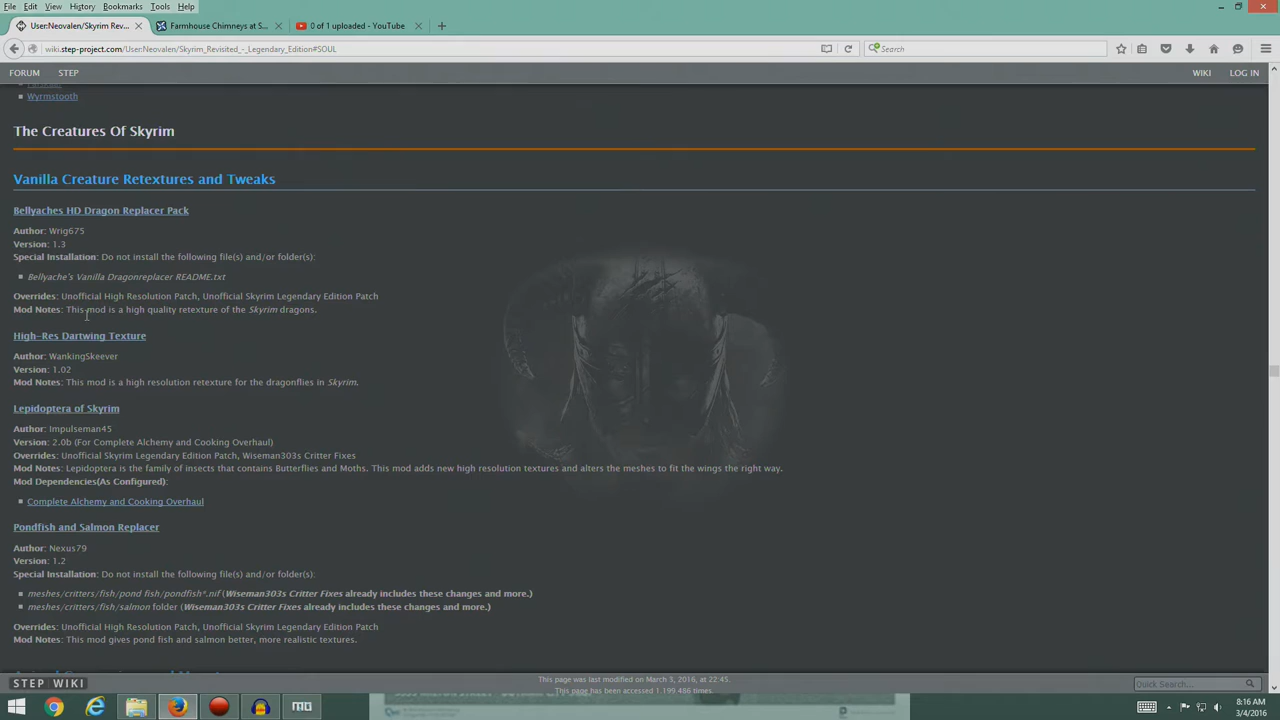 File Edit View History Bookmarks Tools Help
User:Neovalen/Skyrim Rev... Farmhouse Chimneys at S... 0 of 1 uploaded - YouTube
wiki.step-project.com/User:Neovalen/Skyrim_Revisited_-_Legendary_Edition#SOUL Search
FORUM STEP WIKI LOG IN
Wyrmstooth
The Creatures Of Skyrim
Vanilla Creature Retextures and Tweaks
Bellyaches HD Dragon Replacer Pack
Author: Wrig675
Version: 1.3
Special Installation: Do not install the following file(s) and/or folder(s):
Bellyache's Vanilla Dragonreplacer README.txt
Overrides: Unofficial High Resolution Patch, Unofficial Skyrim Legendary Edition Patch
Mod Notes: This mod is a high quality retexture of the Skyrim dragons.
High-Res Dartwing Texture
Author: WankingSkeever
Version: 1.02
Mod Notes: This mod is a high resolution retexture for the dragonflies in Skyrim.
Lepidoptera of Skyrim
Author: Impulseman45
Version: 2.0b (For Complete Alchemy and Cooking Overhaul)
Overrides: Unofficial Skyrim Legendary Edition Patch, Wiseman303s Critter Fixes
Mod Notes: Lepidoptera is the family of insects that contains Butterflies and Moths. This mod adds new high resolution textures and alters the meshes to fit the wings the right way.
Mod Dependencies(As Configured):
Complete Alchemy and Cooking Overhaul
Pondfish and Salmon Replacer
Author: Nexus79
Version: 1.2
Special Installation: Do not install the following file(s) and/or folder(s):
meshes/critters/fish/pond fish/pondfish*.nif (Wiseman303s Critter Fixes already includes these changes and more.)
meshes/critters/fish/salmon folder (Wiseman303s Critter Fixes already includes these changes and more.)
Overrides: Unofficial High Resolution Patch, Unofficial Skyrim Legendary Edition Patch
Mod Notes: This mod gives pond fish and salmon better, more realistic textures.
STEP WIKI
This page was last modified on March 3, 2016, at 22:45.
This page has been accessed 1,199,486 times.
Quick Search...
MO
8:16 AM
3/4/2016